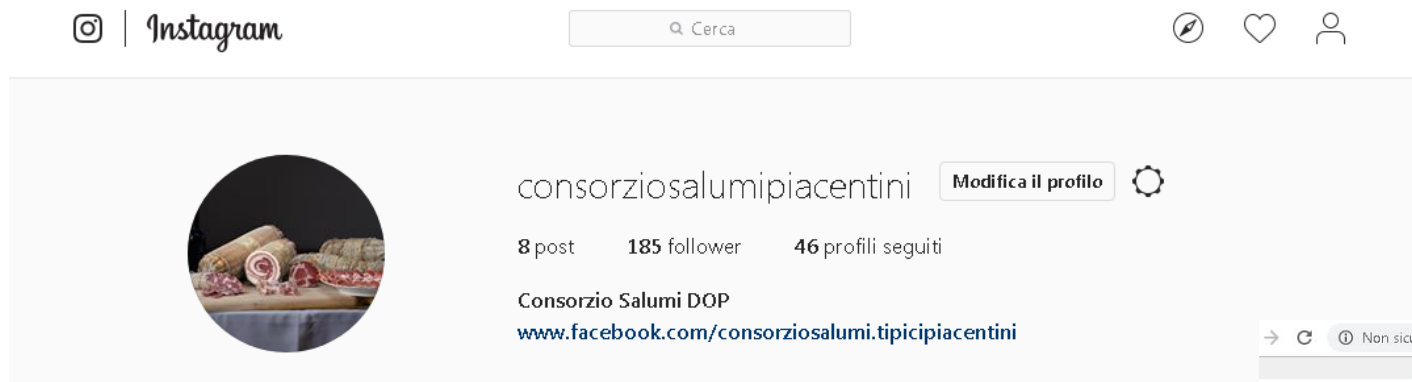 Instagram
Cerca
consorziosalumipiacentini Modifica il profilo
8 post 185 follower 46 profili seguiti
Consorzio Salumi DOP
www.facebook.com/consorziosalumi.tipicipiacentini
Non